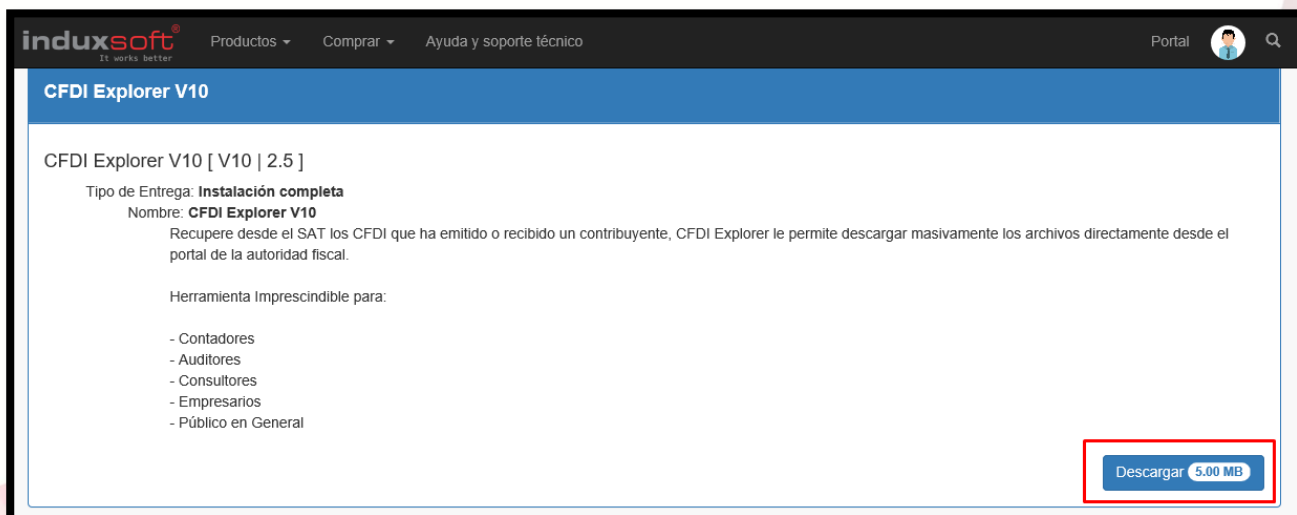 induxsoft®
It works better
Productos
Comprar
Ayuda y soporte técnico
Portal
CFDI Explorer V10
CFDI Explorer V10 [ V10 | 2.5 ]
Tipo de Entrega: Instalación completa
Nombre: CFDI Explorer V10
Recupere desde el SAT los CFDI que ha emitido o recibido un contribuyente, CFDI Explorer le permite descargar masivamente los archivos directamente desde el
portal de la autoridad fiscal.
Herramienta Imprescindible para:
- Contadores
- Auditores
- Consultores
- Empresarios
- Público en General
Descargar 5.00 MB